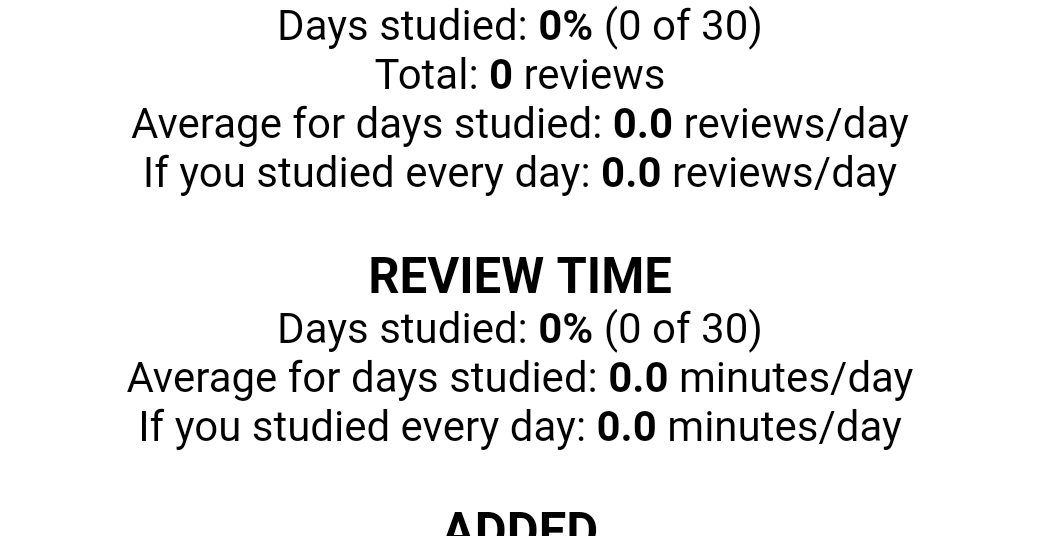 Days studied: 0% (0 of 30)
Total: 0 reviews
Average for days studied: 0.0 reviews/day
If you studied every day: 0.0 reviews/day
REVIEW TIME
Days studied: 0% (0 of 30)
Average for days studied: 0.0 minutes/day
If you studied every day: 0.0 minutes/day
ADDED